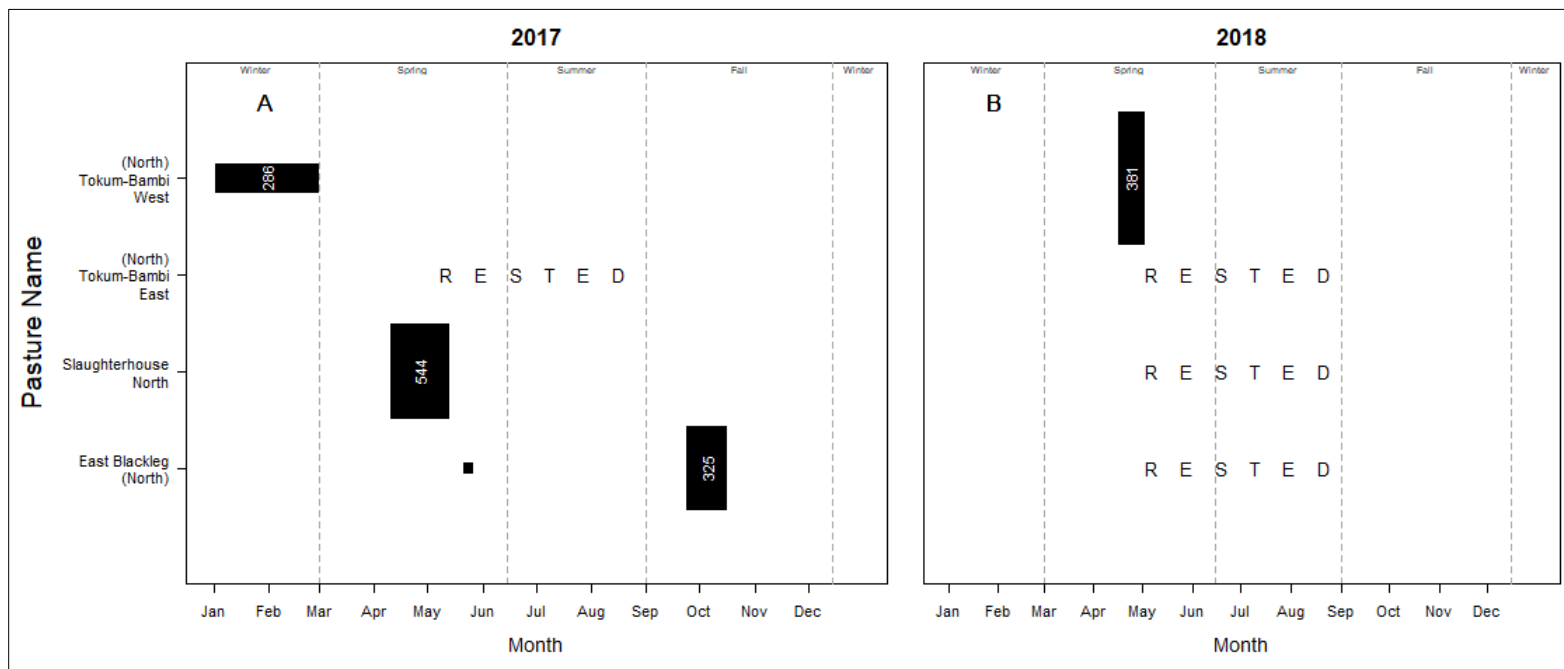 2017
2018
Winter Spring Summer Fall Winter
Winter Spring Summer Fall Winter
A
B
Pasture Name
(North)
Tokum-Bambi
West
286
381
(North)
Tokum-Bambi
East
R E S T E D
R E S T E D
Slaughterhouse
North
544
R E S T E D
East Blackleg
(North)
325
R E S T E D
Jan Feb Mar Apr May Jun Jul Aug Sep Oct Nov Dec
Jan Feb Mar Apr May Jun Jul Aug Sep Oct Nov Dec
Month
Month